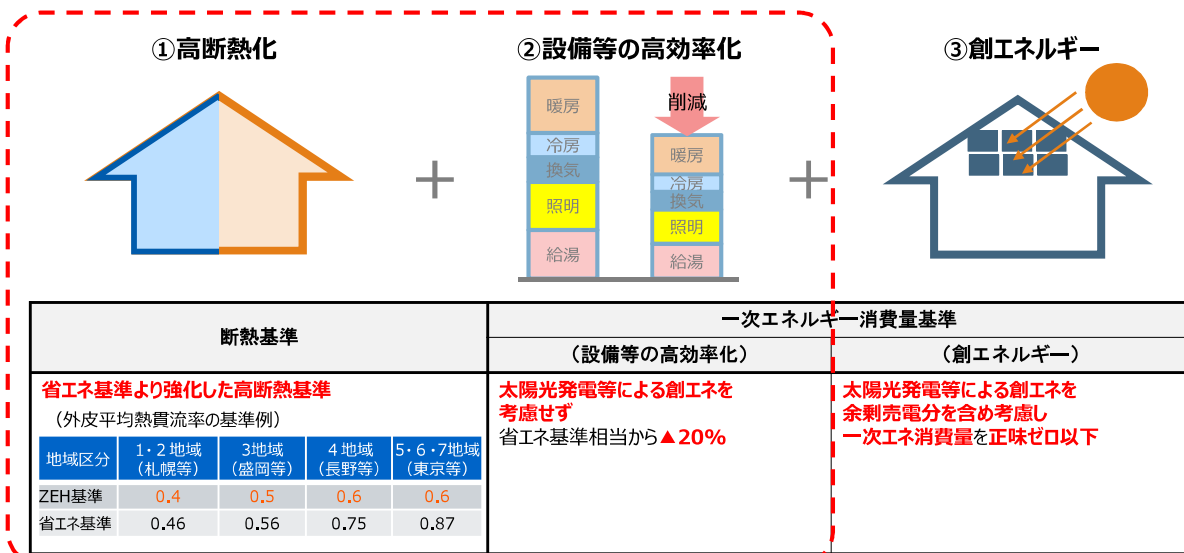 ①高断熱化
②設備等の高効率化
③創エネルギー
暖房
冷房
換気
照明
給湯
削減
暖房
冷房
換気
照明
給湯
＋
＋
断熱基準
一次エネルギー消費量基準
（設備等の高効率化）
（創エネルギー）
省エネ基準より強化した高断熱基準
（外皮平均熱貫流率の基準例）
地域区分
1・2地域
（札幌等）
3地域
（盛岡等）
4地域
（長野等）
5・6・7地域
（東京等）
ZEH基準 0.4 0.5 0.6 0.6
省エネ基準 0.46 0.56 0.75 0.87
太陽光発電等による創エネを
考慮せず
省エネ基準相当から▲20%
太陽光発電等による創エネを
余剰売電分を含め考慮し
一次エネ消費量を正味ゼロ以下